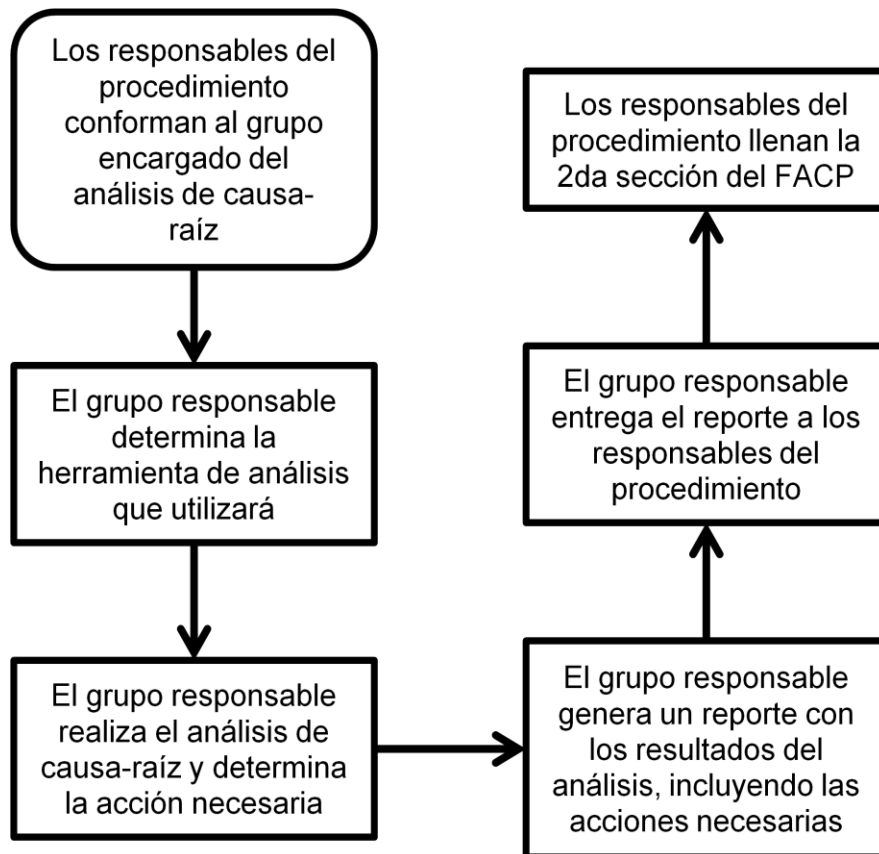 Los responsables del
procedimiento
conforman al grupo
encargado del
análisis de causa-
raíz
El grupo responsable
determina la
herramienta de análisis
que utilizará
El grupo responsable
realiza el análisis de
causa-raíz y determina
la acción necesaria
El grupo responsable
genera un reporte con
los resultados del
análisis, incluyendo las
acciones necesarias
El grupo responsable
entrega el reporte a los
responsables del
procedimiento
Los responsables del
procedimiento llenan la
2da sección del FACP